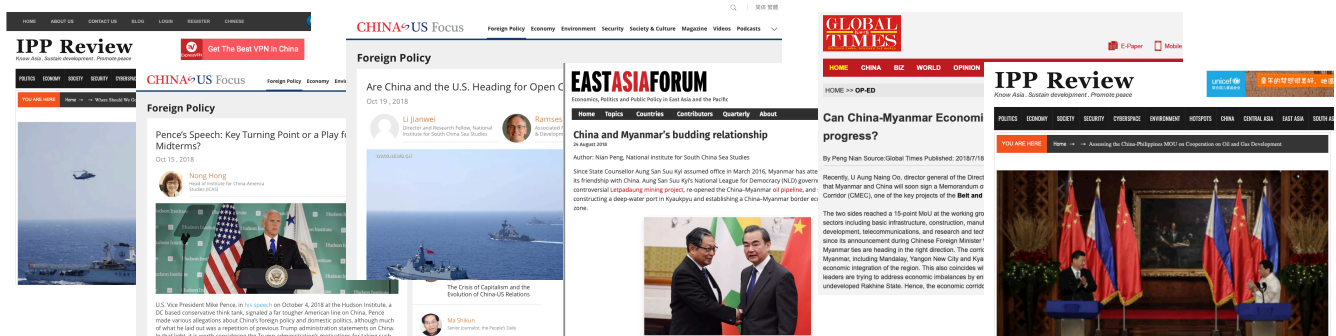 HOME ABOUT US CONTACT US BLOG LOGIN REGISTER CHINESE
IPP Review
Know Asia . Sustain development . Promote peace
ExpressVPN
Get The Best VPN in China
POLITICS ECONOMY SOCIETY SECURITY
YOU ARE HERE Home → → Where Should We
CHINA US Focus
Foreign Policy Economy
Foreign Policy
Pence's Speech: Key Turning Point or a Play
Midterms?
Oct 15 , 2018
Nong Hong
Head of Institute for China-America
Studies (ICAS)
Hudson Institute
U.S. Vice President Mike Pence, in his speech on October 4, 2018 at the Hudson Institute, a
DC based conservative think tank, signaled a far tougher American line on China. Pence
made various allegations about China's foreign policy and domestic politics, although much
of what he laid out was a repetition of previous Trump administration statements on China.
简体 繁體
CHINA US Focus
Foreign Policy Economy Environment Security Society & Culture Magazine Videos Podcasts
Foreign Policy
Are China and the U.S. Heading for Open
Oct 19 , 2018
Li Jianwei
Director and Research Fellow, National
Institute for South China Sea Studies
Ramses
The Crisis of Capitalism and the
Evolution of China-US Relations
Ma Shikun
Senior Journalist, the People's Daily
EASTASIAFORUM
Economics, Politics and Public Policy in East Asia and the Pacific
Home Topics Countries Contributors Quarterly About
China and Myanmar's budding relationship
24 August 2018
Author: Nian Peng, National Institute for South China Sea Studies
Since State Counsellor Aung San Suu Kyi assumed office in March 2016, Myanmar has
its friendship with China. Aung San Suu Kyi's National League for Democracy (NLD)
controversial Letpadaung mining project, re-opened the China–Myanmar oil pipeline, and
constructing a deep-water port in Kyaukpyu and establishing a China–Myanmar border
zone.
GLOBAL
TIMES
E-Paper Mobile
HOME CHINA BIZ WORLD OPINION
HOME >> OP-ED
Can China-Myanmar
progress?
By Peng Nian Source:Global Times Published: 2018/7/18
Recently, U Aung Naing Oo, director general of the
that Myanmar and China will soon sign a Memorandum
Corridor (CMEC), one of the key projects of the Belt and
The two sides reached a 15-point MoU at the working
sectors including basic infrastructure, construction,
development, telecommunications, and research and
since its announcement during Chinese Foreign Minister
Myanmar ties are heading in the right direction. The
Myanmar, including Mandalay, Yangon New City and
economic integration of the region. This also coincides
leaders are trying to address economic imbalances by
undeveloped Rakhine State. Hence, the economic
IPP Review
Know Asia . Sustain development . Promote peace
unicef
POLITICS ECONOMY SOCIETY SECURITY CYBERSPACE ENVIRONMENT HOTSPOTS CHINA CENTRAL ASIA EAST ASIA SOUTH
YOU ARE HERE Home → → Assessing the China-Philippines MOU on Cooperation on Oil and Gas Development